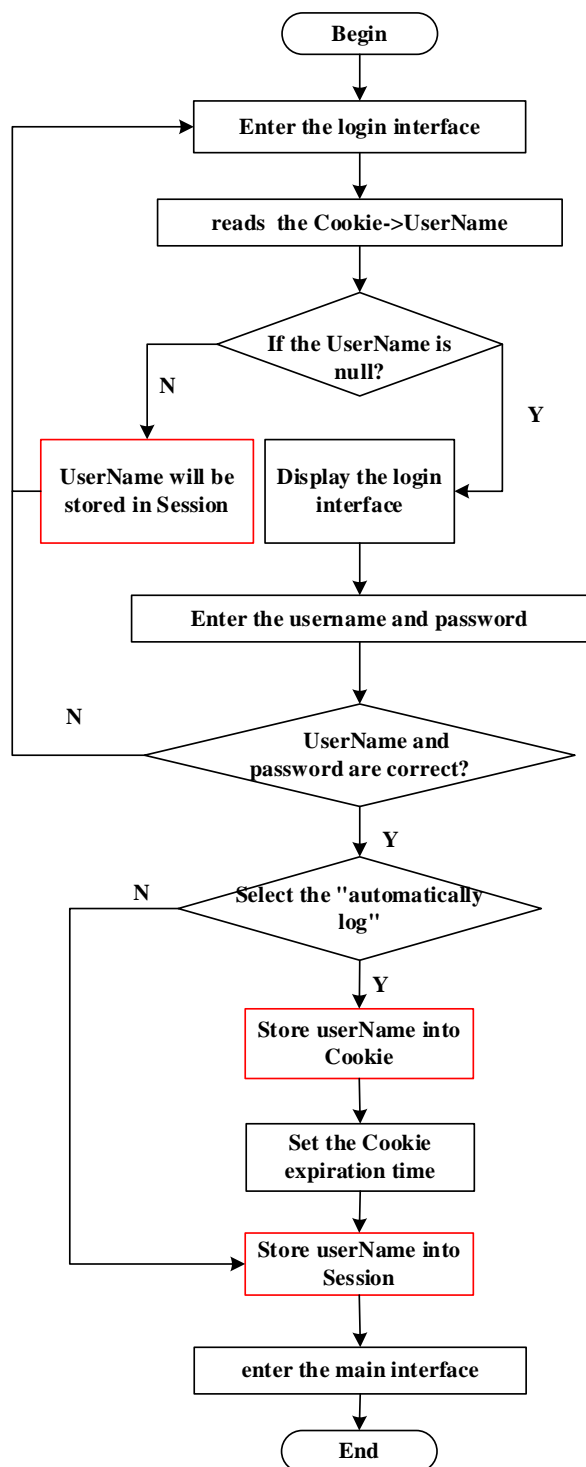 Begin
Enter the login interface
reads the Cookie->UserName
If the UserName is
null?
N
Y
UserName will be
stored in Session
Display the login
interface
Enter the username and password
N
UserName and
password are correct?
Y
N
Select the "automatically
log"
Y
Store userName into
Cookie
Set the Cookie
expiration time
Store userName into
Session
enter the main interface
End